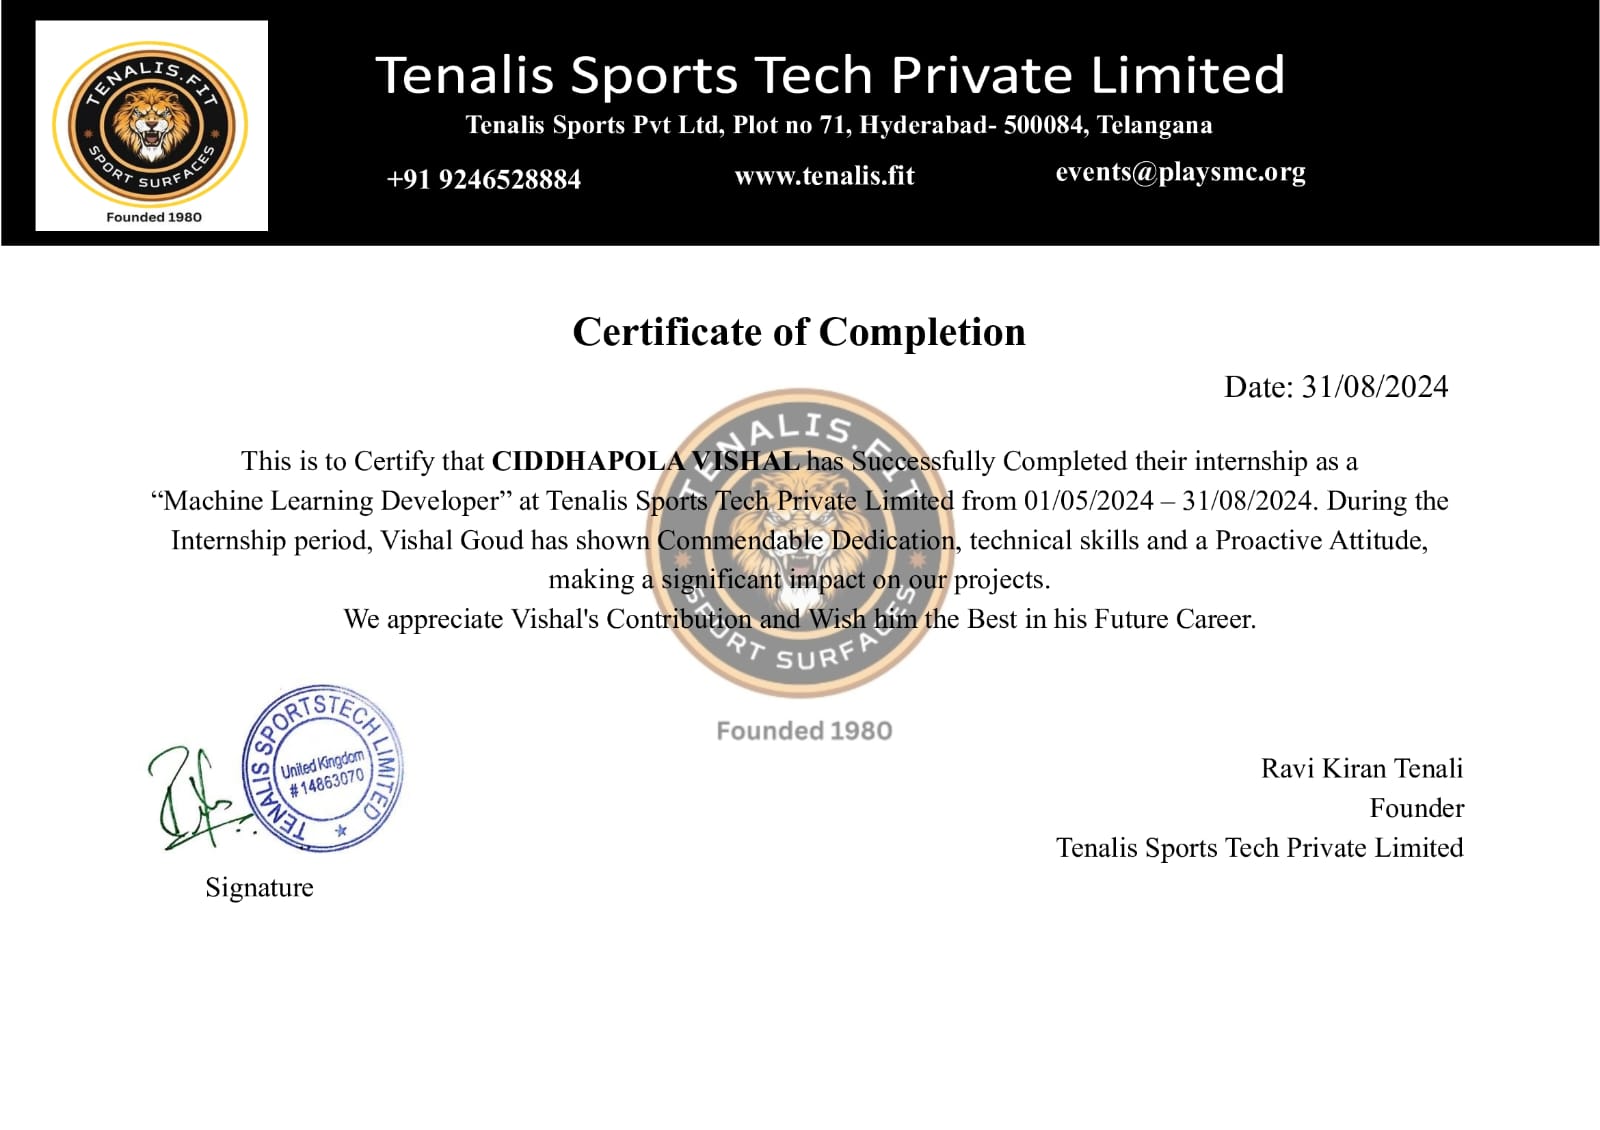 TENALIS.FIT
SPORT SURFACES
Founded 1980
Tenalis Sports Tech Private Limited
Tenalis Sports Pvt Ltd, Plot no 71, Hyderabad- 500084, Telangana
+91 9246528884 www.tenalis.fit events@playsmc.org
Certificate of Completion
Date: 31/08/2024
This is to Certify that CIDDHAPOLA VISHAL has Successfully Completed their internship as a
“Machine Learning Developer” at Tenalis Sports Tech Private Limited from 01/05/2024 – 31/08/2024. During the
Internship period, Vishal Goud has shown Commendable Dedication, technical skills and a Proactive Attitude,
making a significant impact on our projects.
We appreciate Vishal's Contribution and Wish him the Best in his Future Career.
TENALIS.FIT
SPORT SURFACES
Founded 1980
TENALIS SPORTSTECH LIMITED
United Kingdom
#14863070
Signature
Ravi Kiran Tenali
Founder
Tenalis Sports Tech Private Limited